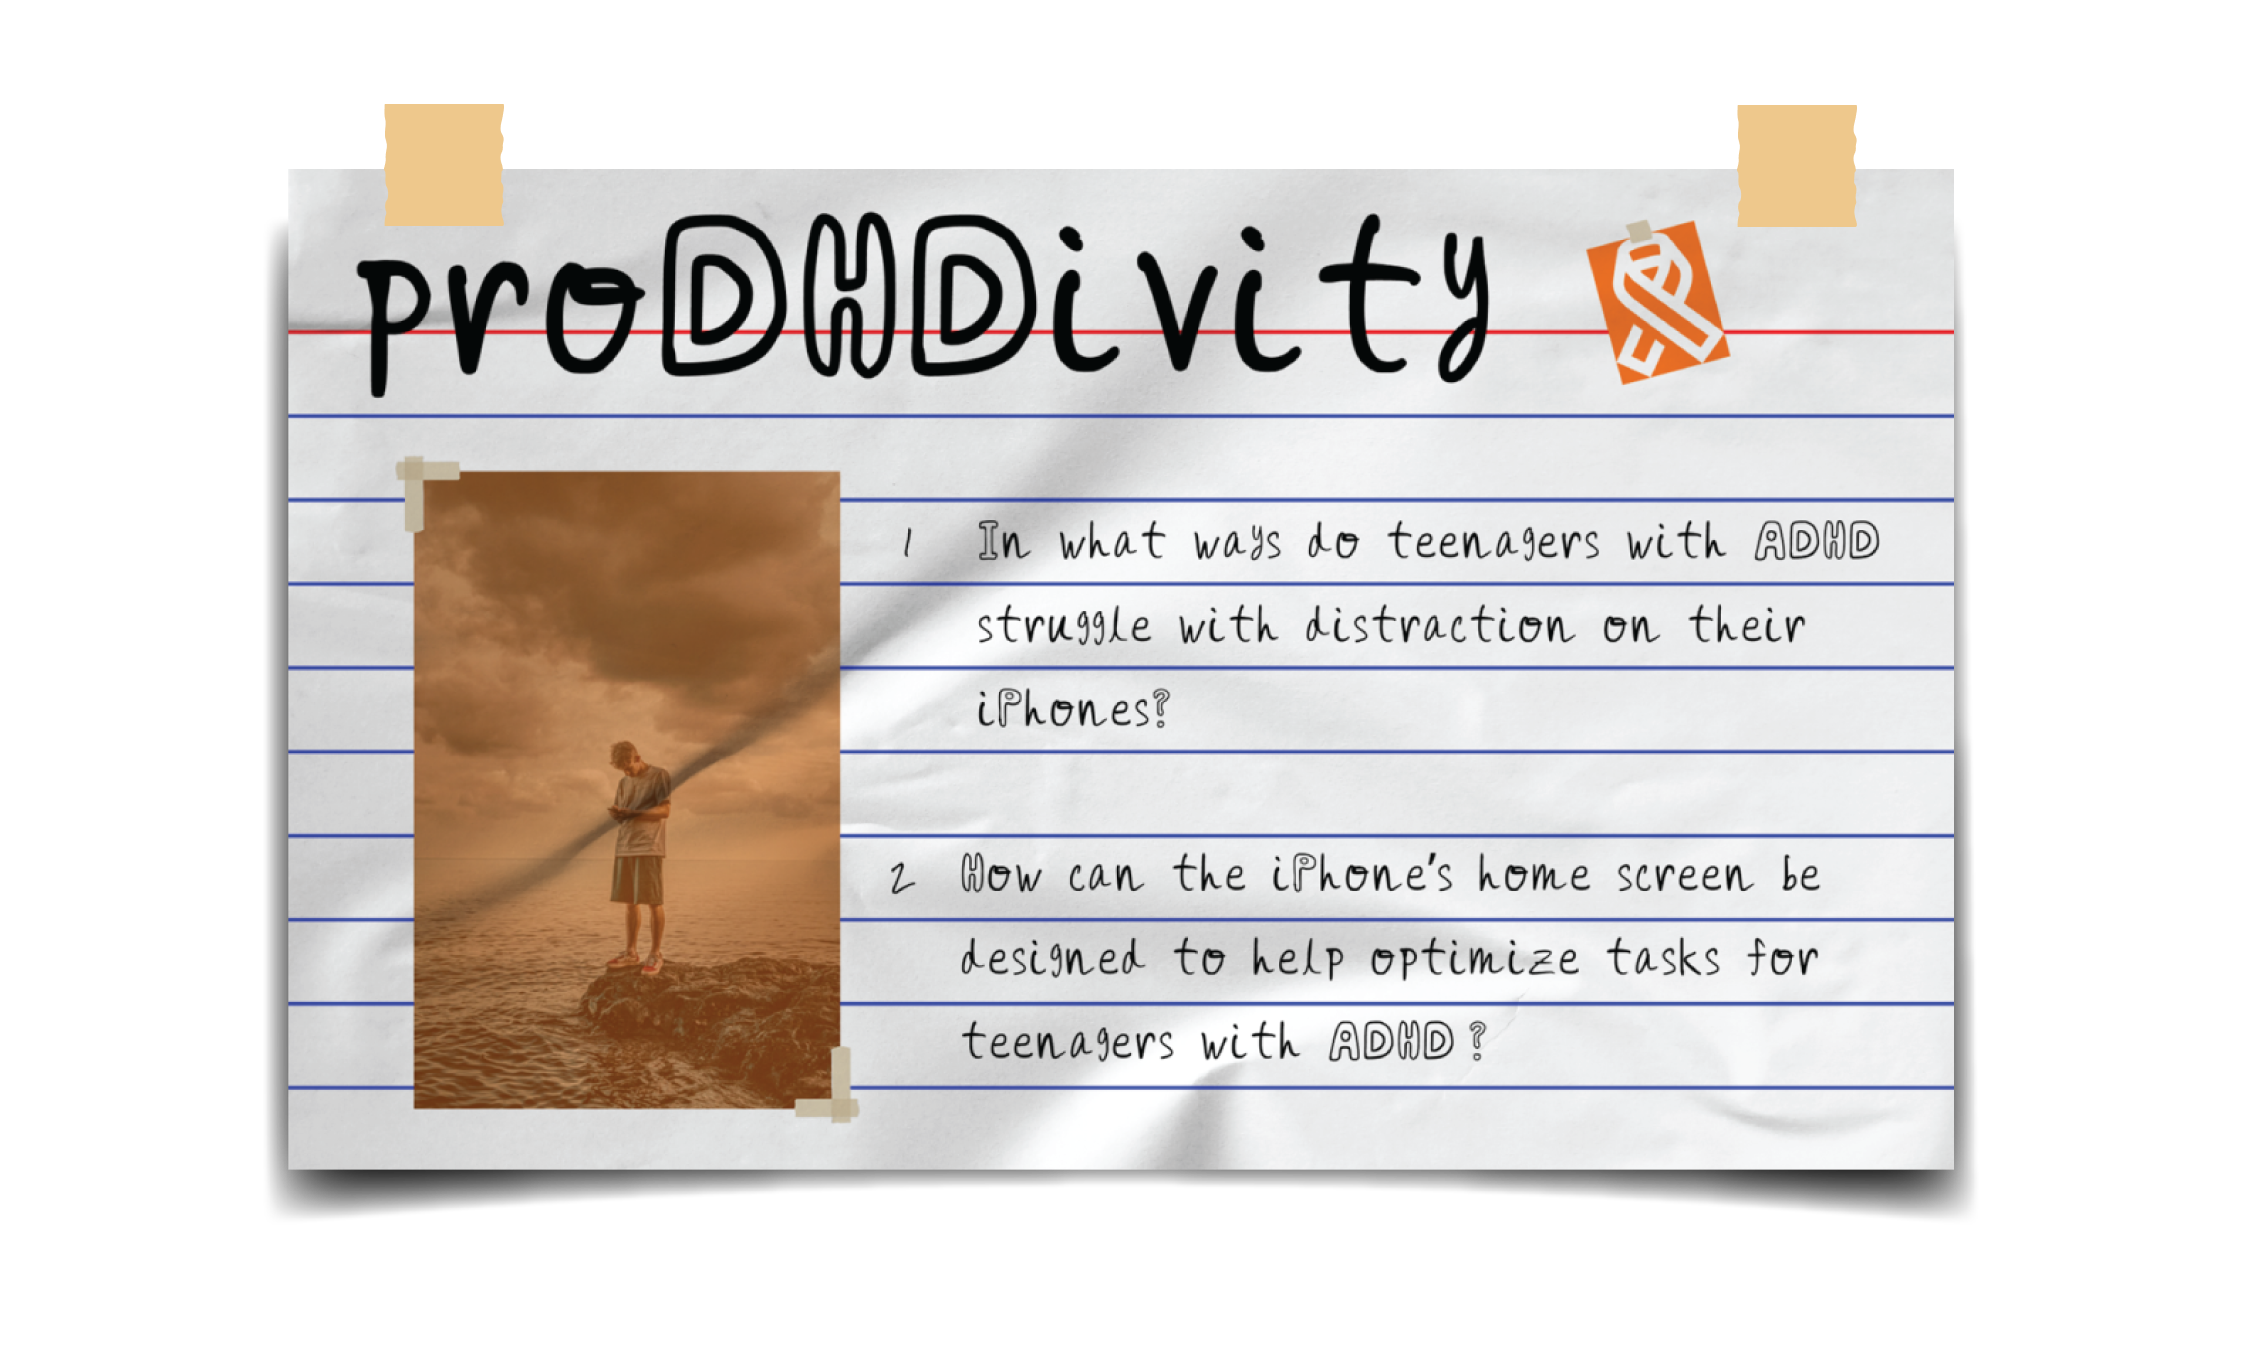 proDHDivity
1 In what ways do teenagers with ADHD
struggle with distraction on their
iPhones?
2 How can the iPhone's home screen be
designed to help optimize tasks for
teenagers with ADHD?